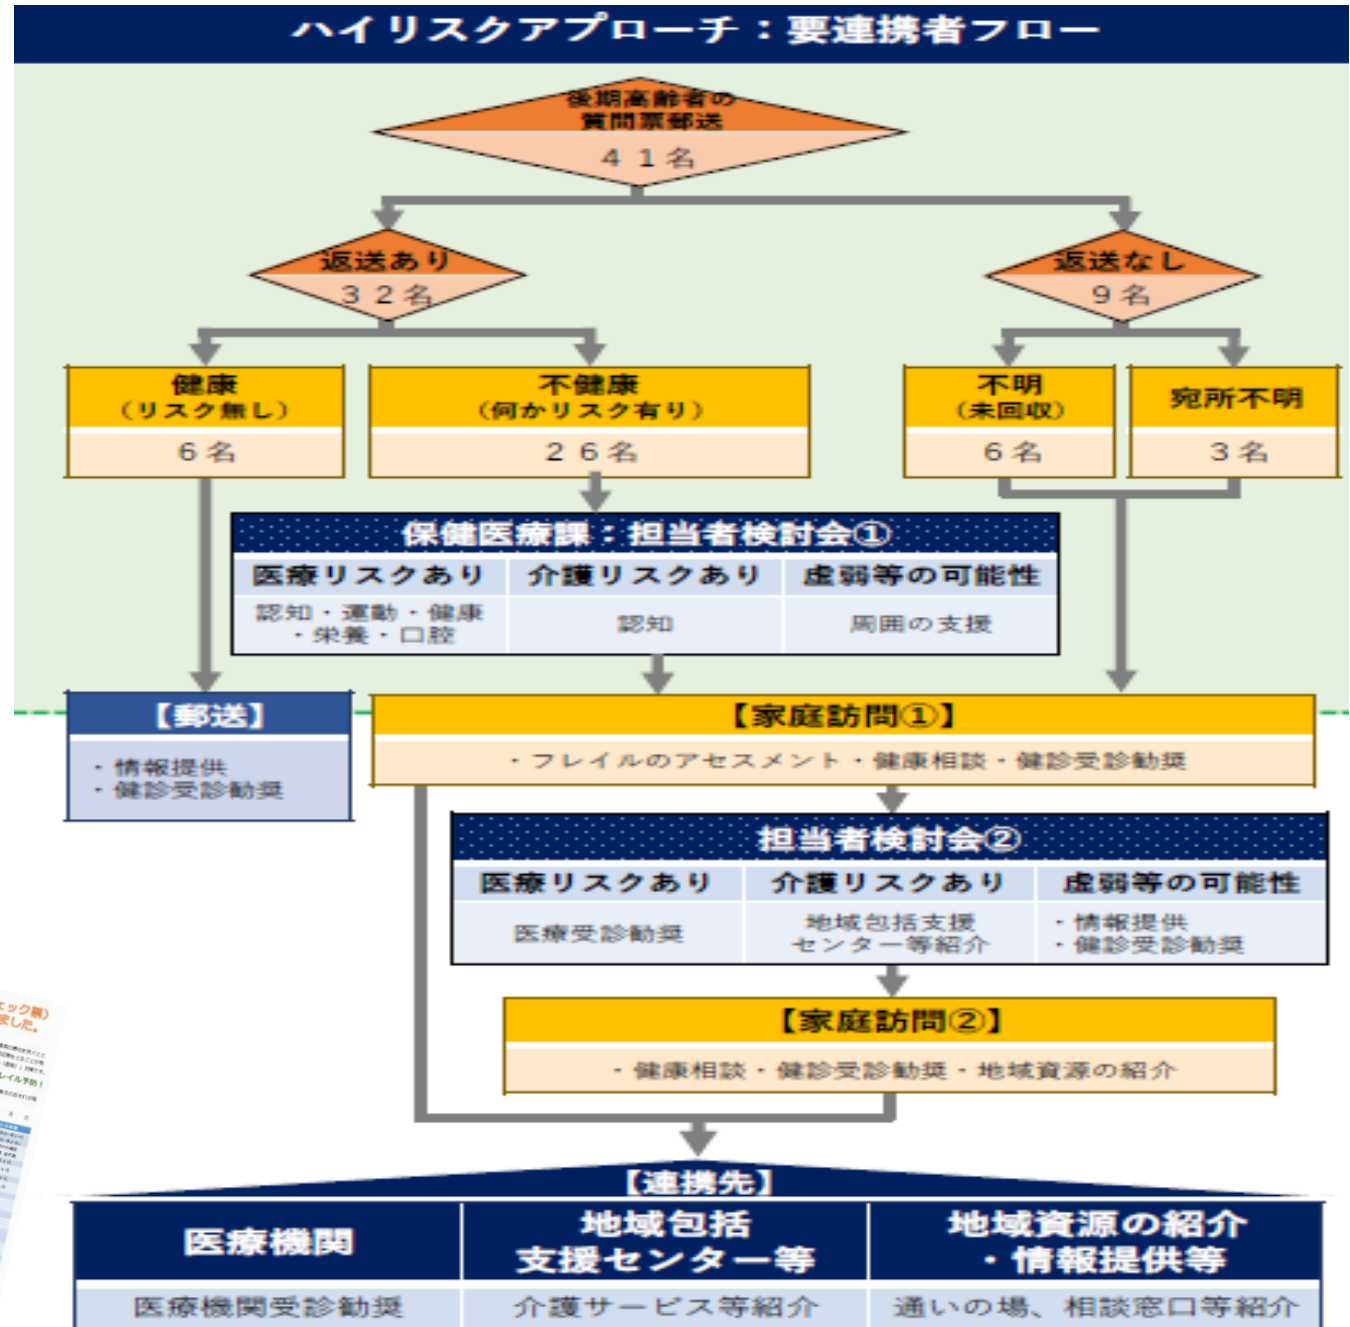 ハイリスクアプローチ：要連携者フロー
後期高齢者の
質問票郵送
４１名
返送あり
３２名
返送なし
９名
健康
（リスク無し）
６名
不健康
（何かリスク有り）
２６名
不明
（未回収）
６名
宛所不明
３名
保健医療課：担当者検討会①
医療リスクあり
介護リスクあり
虚弱等の可能性
認知・運動・健康
・栄養・口腔
認知
周囲の支援
【郵送】
・情報提供
・健診受診勧奨
【家庭訪問①】
・フレイルのアセスメント・健康相談・健診受診勧奨
担当者検討会②
医療リスクあり
介護リスクあり
虚弱等の可能性
医療受診勧奨
地域包括支援
センター等紹介
・情報提供
・健診受診勧奨
【家庭訪問②】
・健康相談・健診受診勧奨・地域資源の紹介
【連携先】
医療機関
地域包括
支援センター等
地域資源の紹介
・情報提供等
医療機関受診勧奨
介護サービス等紹介
通いの場、相談窓口等紹介
ェック票）
ました。
レイル予防！